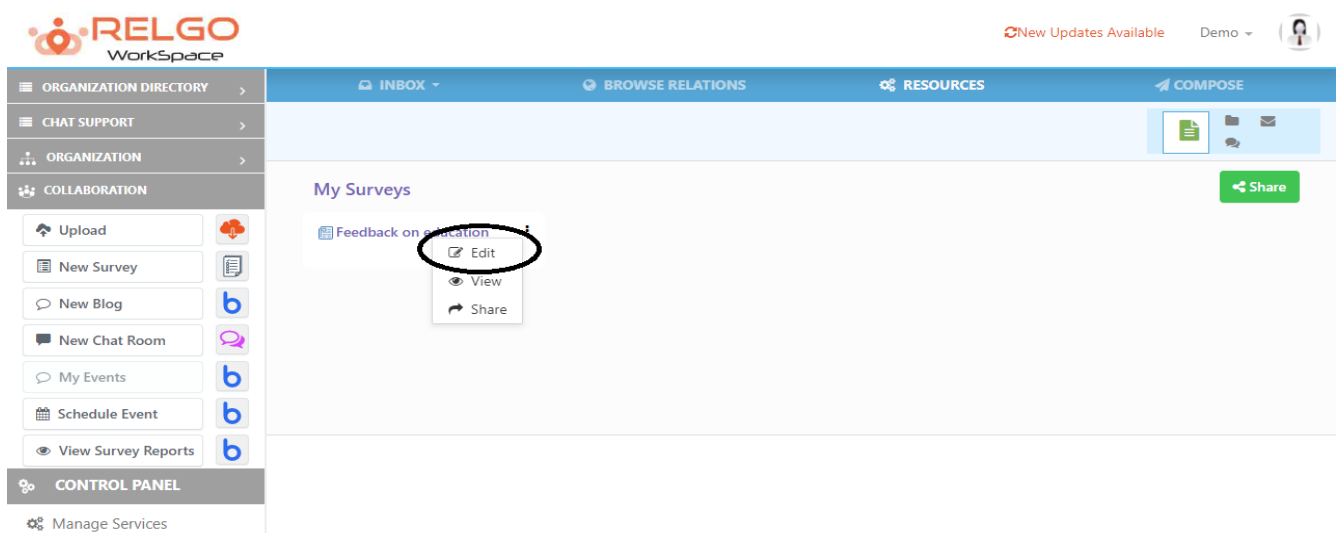 RELGO
WorkSpace
New Updates Available
Demo
ORGANIZATION DIRECTORY
INBOX
BROWSE RELATIONS
RESOURCES
COMPOSE
CHAT SUPPORT
ORGANIZATION
COLLABORATION
My Surveys
Share
Upload
Feedback on education
Edit
View
Share
New Survey
New Blog
New Chat Room
My Events
Schedule Event
View Survey Reports
CONTROL PANEL
Manage Services